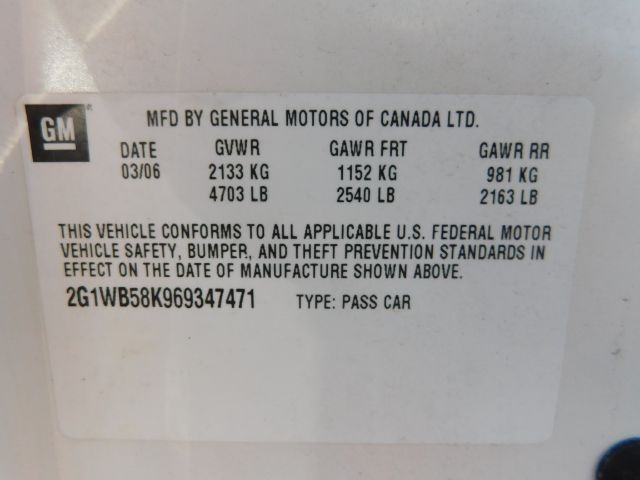 GM
MFD BY GENERAL MOTORS OF CANADA LTD.
DATE GVWR GAWR FRT GAWR RR
03/06 2133 KG 1152 KG 981 KG
4703 LB 2540 LB 2163 LB
THIS VEHICLE CONFORMS TO ALL APPLICABLE U.S. FEDERAL MOTOR
VEHICLE SAFETY, BUMPER, AND THEFT PREVENTION STANDARDS IN
EFFECT ON THE DATE OF MANUFACTURE SHOWN ABOVE.
2G1WB58K969347471 TYPE: PASS CAR